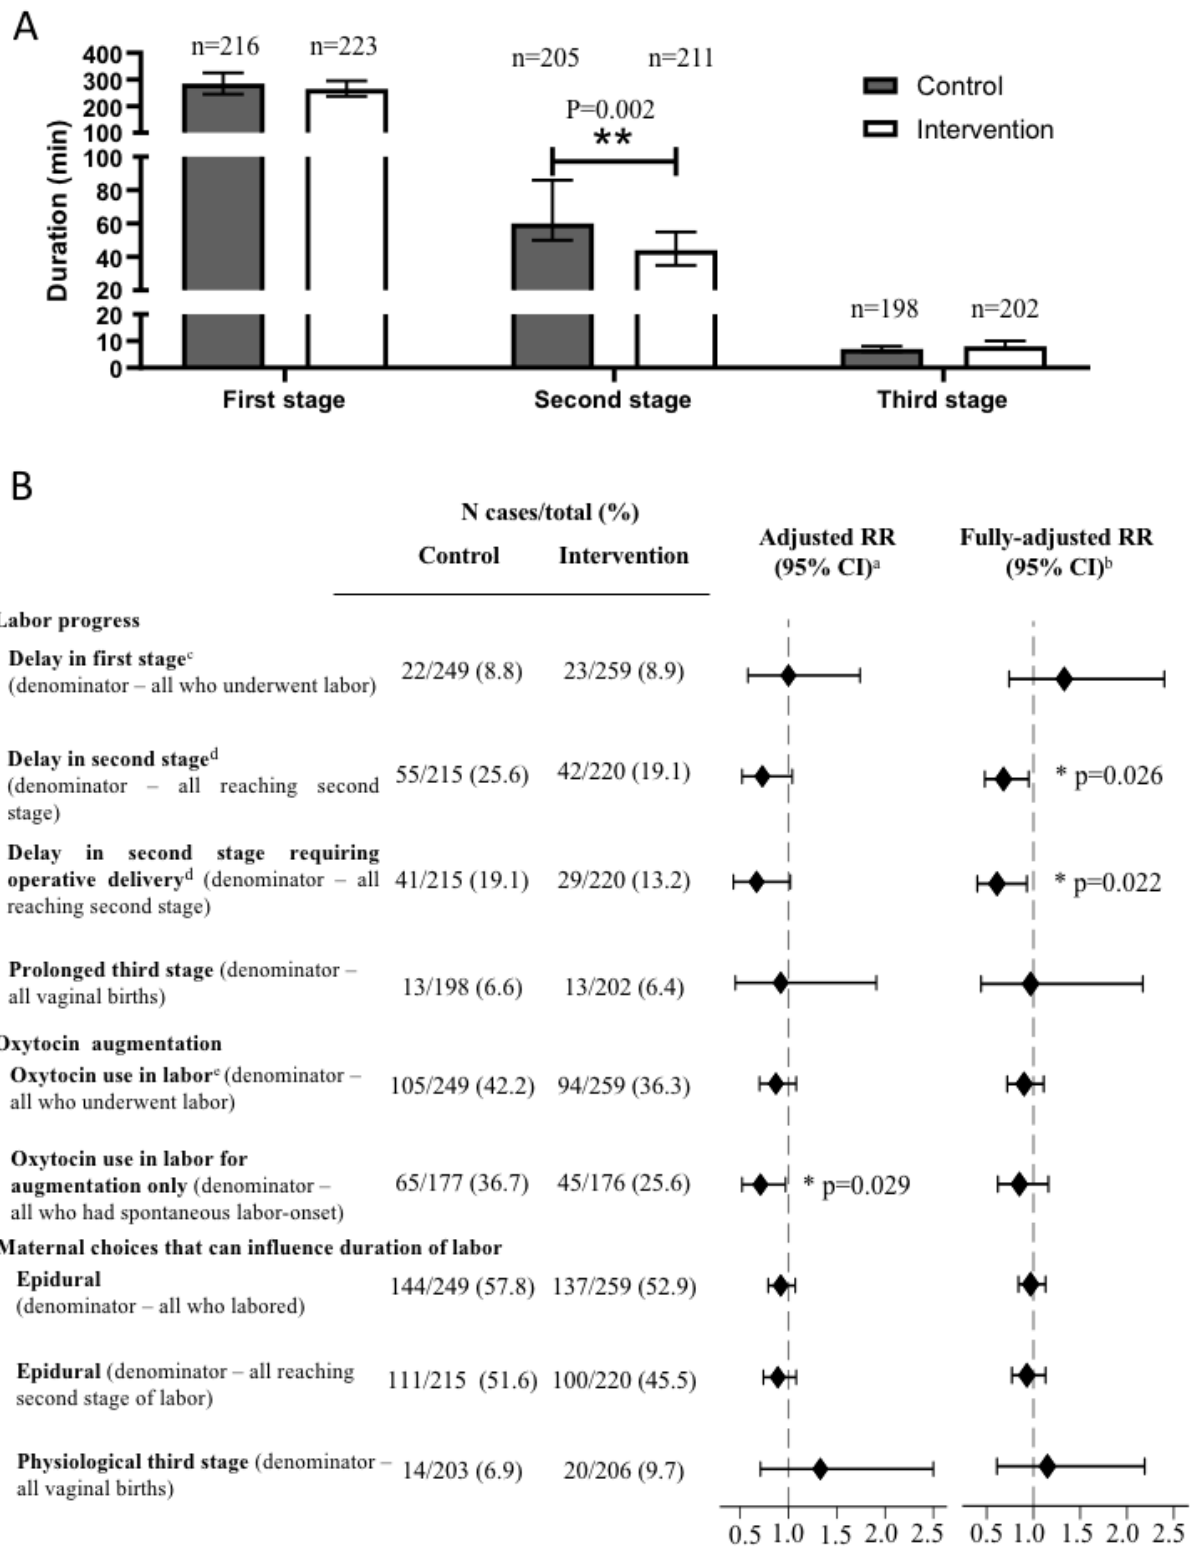 A
n=216 n=223
n=205 n=211
P=0.002
**
Control
Intervention
Duration (min)
400
300
200
100
100
80
60
40
20
20
10
0
n=198 n=202
First stage Second stage Third stage
B
N cases/total (%)
Control Intervention
Adjusted RR
(95% CI)a
Fully-adjusted RR
(95% CI)b
Labor progress
Delay in first stagec
(denominator – all who underwent labor)
22/249 (8.8) 23/259 (8.9)
Delay in second staged
(denominator – all reaching second
stage)
55/215 (25.6) 42/220 (19.1)
* p=0.026
Delay in second stage requiring
operative deliveryd (denominator – all
reaching second stage)
41/215 (19.1) 29/220 (13.2)
* p=0.022
Prolonged third stage (denominator –
all vaginal births)
13/198 (6.6) 13/202 (6.4)
Oxytocin augmentation
Oxytocin use in labore (denominator –
all who underwent labor)
105/249 (42.2) 94/259 (36.3)
Oxytocin use in labor for
augmentation only (denominator –
all who had spontaneous labor-onset)
65/177 (36.7) 45/176 (25.6)
* p=0.029
Maternal choices that can influence duration of labor
Epidural
(denominator – all who labored)
144/249 (57.8) 137/259 (52.9)
Epidural (denominator – all reaching
second stage of labor)
111/215 (51.6) 100/220 (45.5)
Physiological third stage (denominator –
all vaginal births)
14/203 (6.9) 20/206 (9.7)
0.5 1.0 1.5 2.0 2.5
0.5 1.0 1.5 2.0 2.5